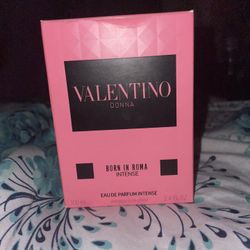 VALENTINO
DONNA
BORN IN ROMA
INTENSE
EAU DE PARFUM INTENSE